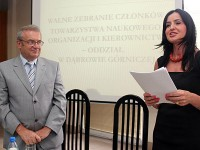 WALNE ZEBRANIE CZŁONKÓW
TOWARZYSTWA NAUKOWEGO
ORGANIZACJI I KIEROWNICTWA
ODDZIAŁ
W DĄBROWIE GÓRNICZEJ